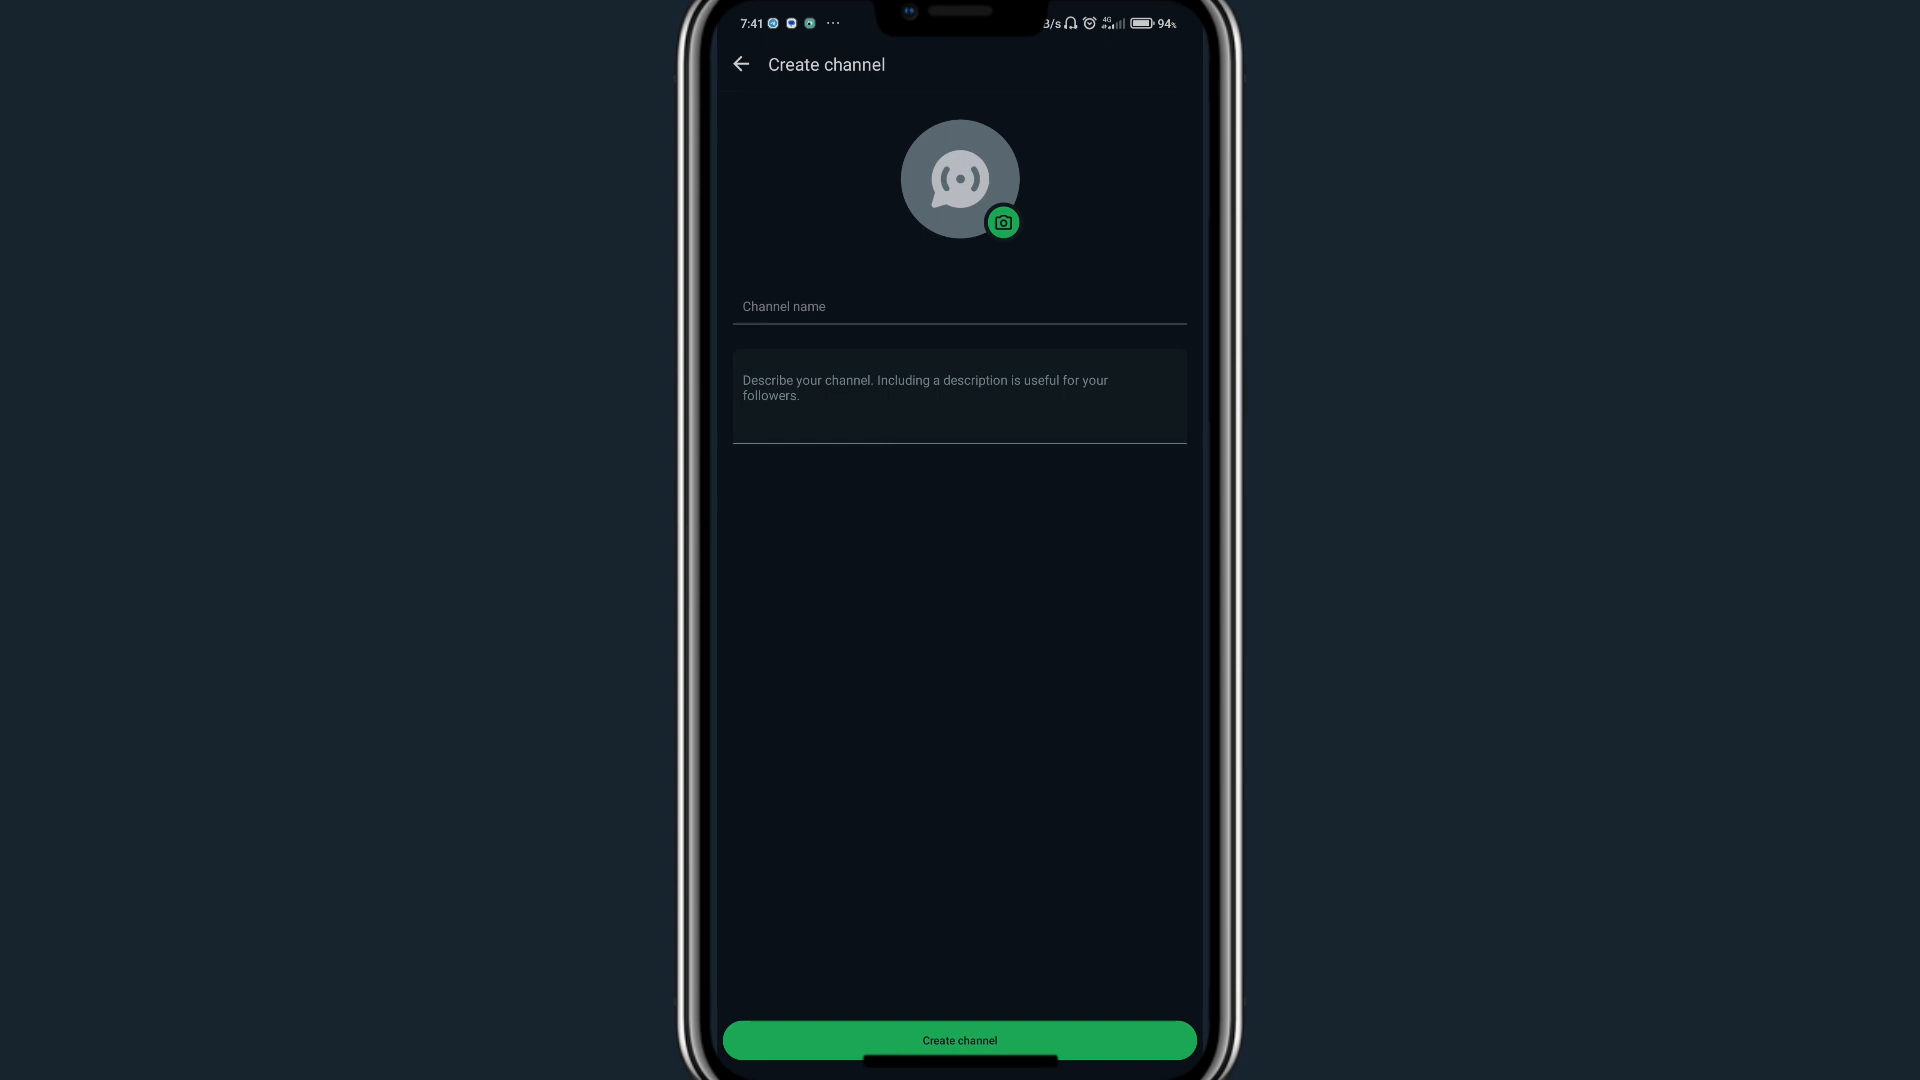 7:41 ... B/s 4G 94%
Create channel
Channel name
Describe your channel. Including a description is useful for your
followers.
Create channel